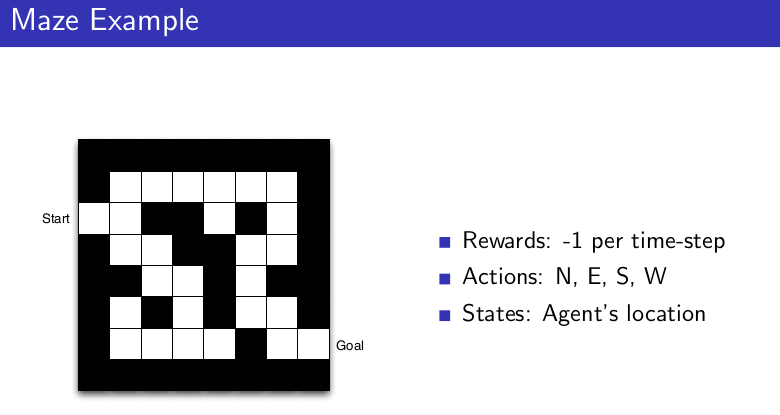 Maze Example
Start
Rewards: -1 per time-step
Actions: N, E, S, W
States: Agent's location
Goal